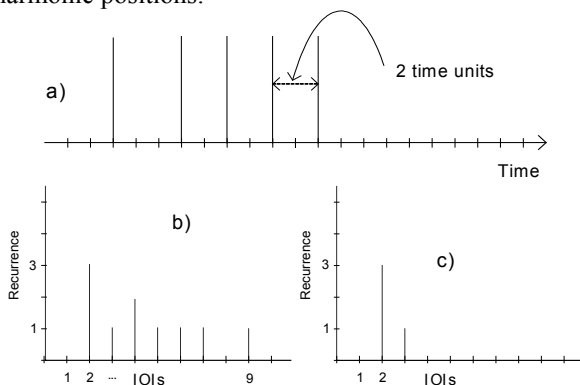 harmonic positions.
a)
2 time units
Time
Recurrence
b)
3
1
1 2 ... IOIs 9
Recurrence
c)
3
1
1 2 IOIs